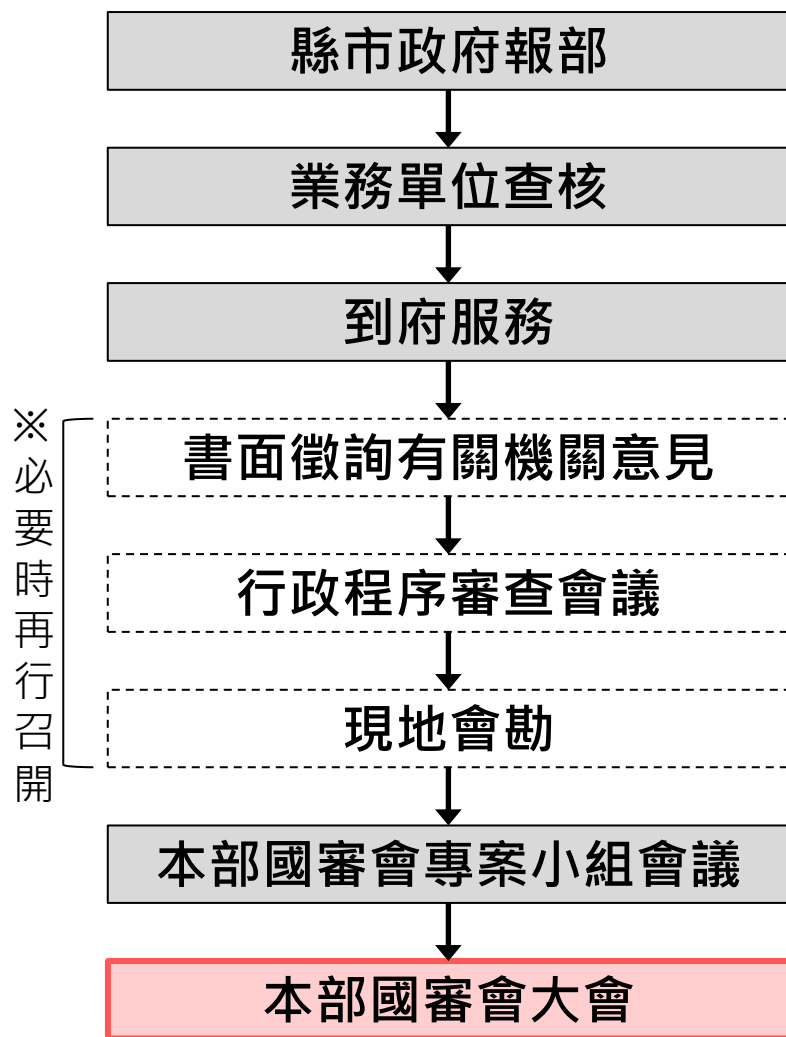 縣市政府報部
業務單位查核
到府服務
※必要時再行召開
書面徵詢有關機關意見
行政程序審查會議
現地會勘
本部國審會專案小組會議
本部國審會大會